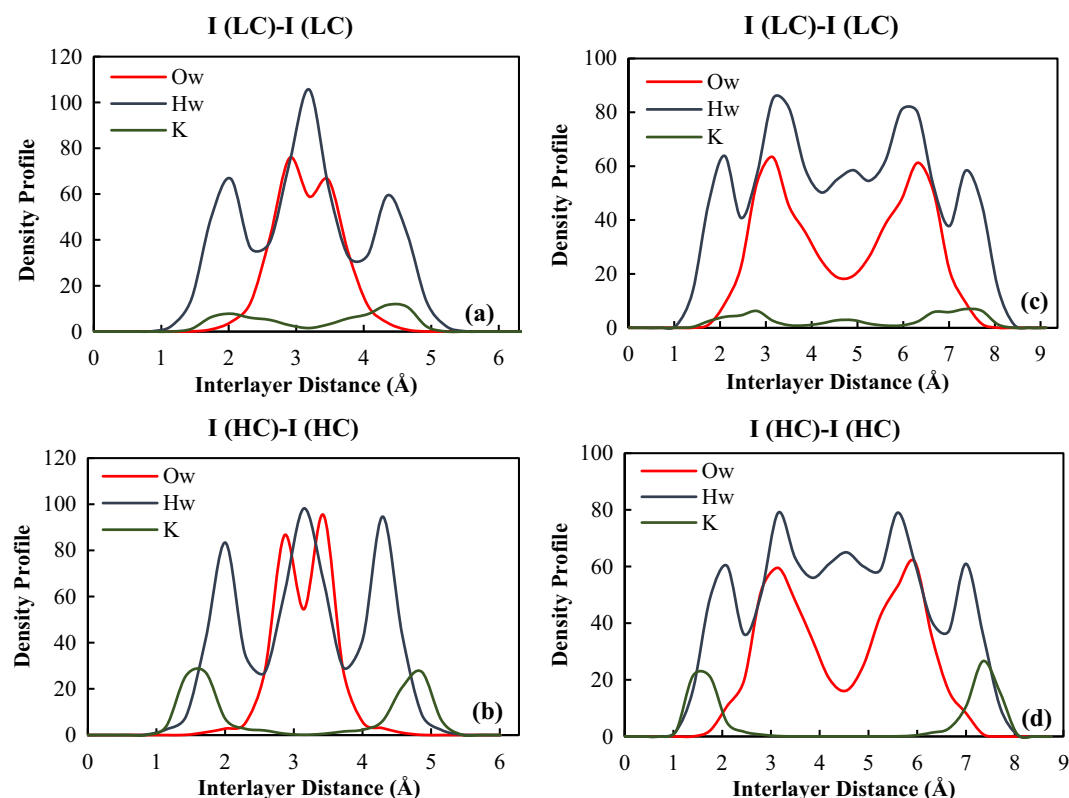 I (LC)-I (LC)
120
100
80
60
40
20
0
Density Profile
Ow
Hw
K
(a)
0 1 2 3 4 5 6
Interlayer Distance (Å)
I (LC)-I (LC)
100
80
60
40
20
0
Density Profile
Ow
Hw
K
(c)
0 1 2 3 4 5 6 7 8 9
Interlayer Distance (Å)
I (HC)-I (HC)
120
100
80
60
40
20
0
Density Profile
Ow
Hw
K
(b)
0 1 2 3 4 5 6
Interlayer Distance (Å)
I (HC)-I (HC)
100
80
60
40
20
0
Density Profile
Ow
Hw
K
(d)
0 1 2 3 4 5 6 7 8 9
Interlayer Distance (Å)